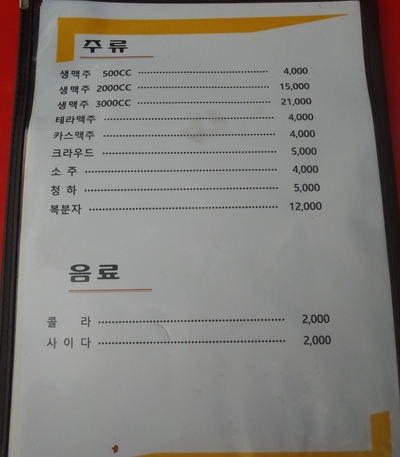 주류
생맥주 500CC 4,000
생맥주 2000CC 15,000
생맥주 3000CC 21,000
테라맥주 4,000
카스맥주 4,000
크라우드 5,000
소 주 4,000
청 하 5,000
복분자 12,000
음료
콜 라 2,000
사 이 다 2,000